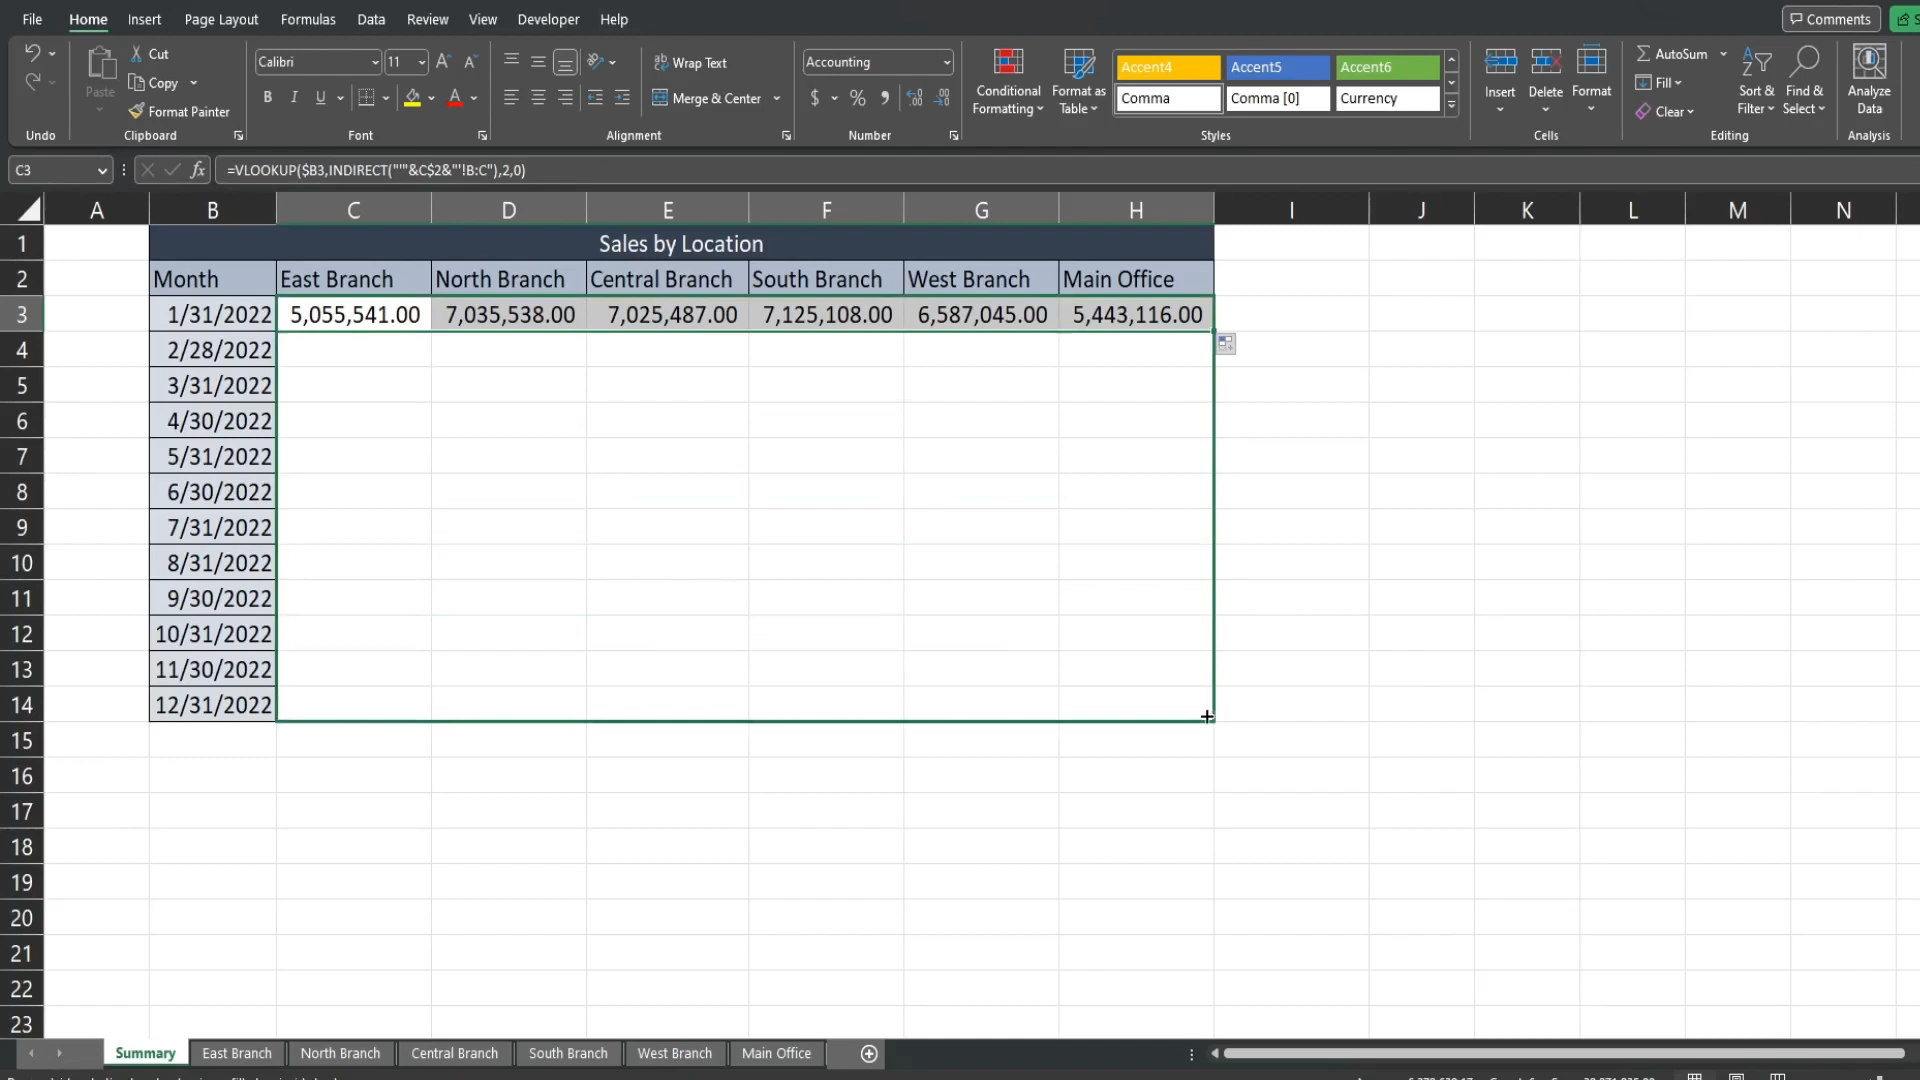 File Home Insert Page Layout Formulas Data Review View Developer Help Comments
Cut
Copy
Format Painter
Paste
Calibri 11
B I U
Wrap Text
Merge & Center
Accounting
$ % ,
Conditional Formatting
Format as Table
Accent4 Accent5 Accent6
Comma Comma [0] Currency
Insert Delete Format
AutoSum
Fill
Clear
Sort & Filter
Find & Select
Analyze Data
Undo Clipboard Font Alignment Number Styles Cells Editing Analysis
C3 fx =VLOOKUP($B3,INDIRECT("'"&C$2&"'!B:C"),2,0)
A B C D E F G H I J K L M N
1 Sales by Location
2 Month East Branch North Branch Central Branch South Branch West Branch Main Office
3 1/31/2022 5,055,541.00 7,035,538.00 7,025,487.00 7,125,108.00 6,587,045.00 5,443,116.00
4 2/28/2022
5 3/31/2022
6 4/30/2022
7 5/31/2022
8 6/30/2022
9 7/31/2022
10 8/31/2022
11 9/30/2022
12 10/31/2022
13 11/30/2022
14 12/31/2022
15
16
17
18
19
20
21
22
23
Summary East Branch North Branch Central Branch South Branch West Branch Main Office